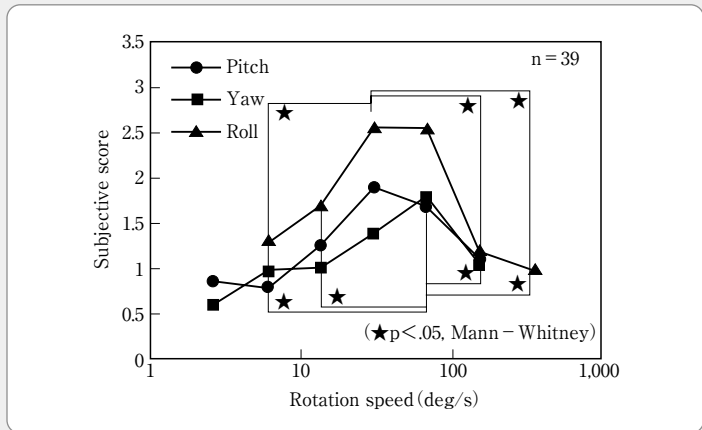 3.5
3
2.5
2
1.5
1
0.5
0
Subjective score
Pitch
Yaw
Roll
n=39
★ ★ ★
★ ★ ★ ★
(★p<.05, Mann-Whitney)
1 10 100 1,000
Rotation speed (deg/s)